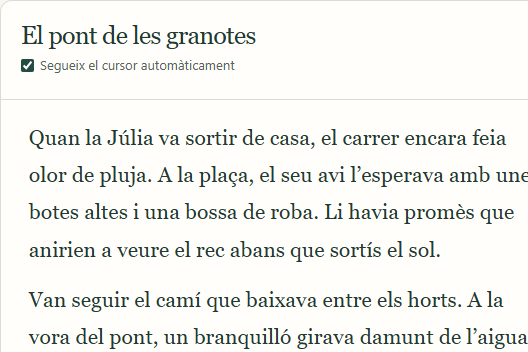 El pont de les granotes
Segueix el cursor automàticament
Quan la Júlia va sortir de casa, el carrer encara feia
olor de pluja. A la plaça, el seu avi l’esperava amb
botes altes i una bossa de roba. Li havia promès que
anirien a veure el rec abans que sortís el sol.
Van seguir el camí que baixava entre els horts. A la
vora del pont, un branquilló girava damunt de l’aigua